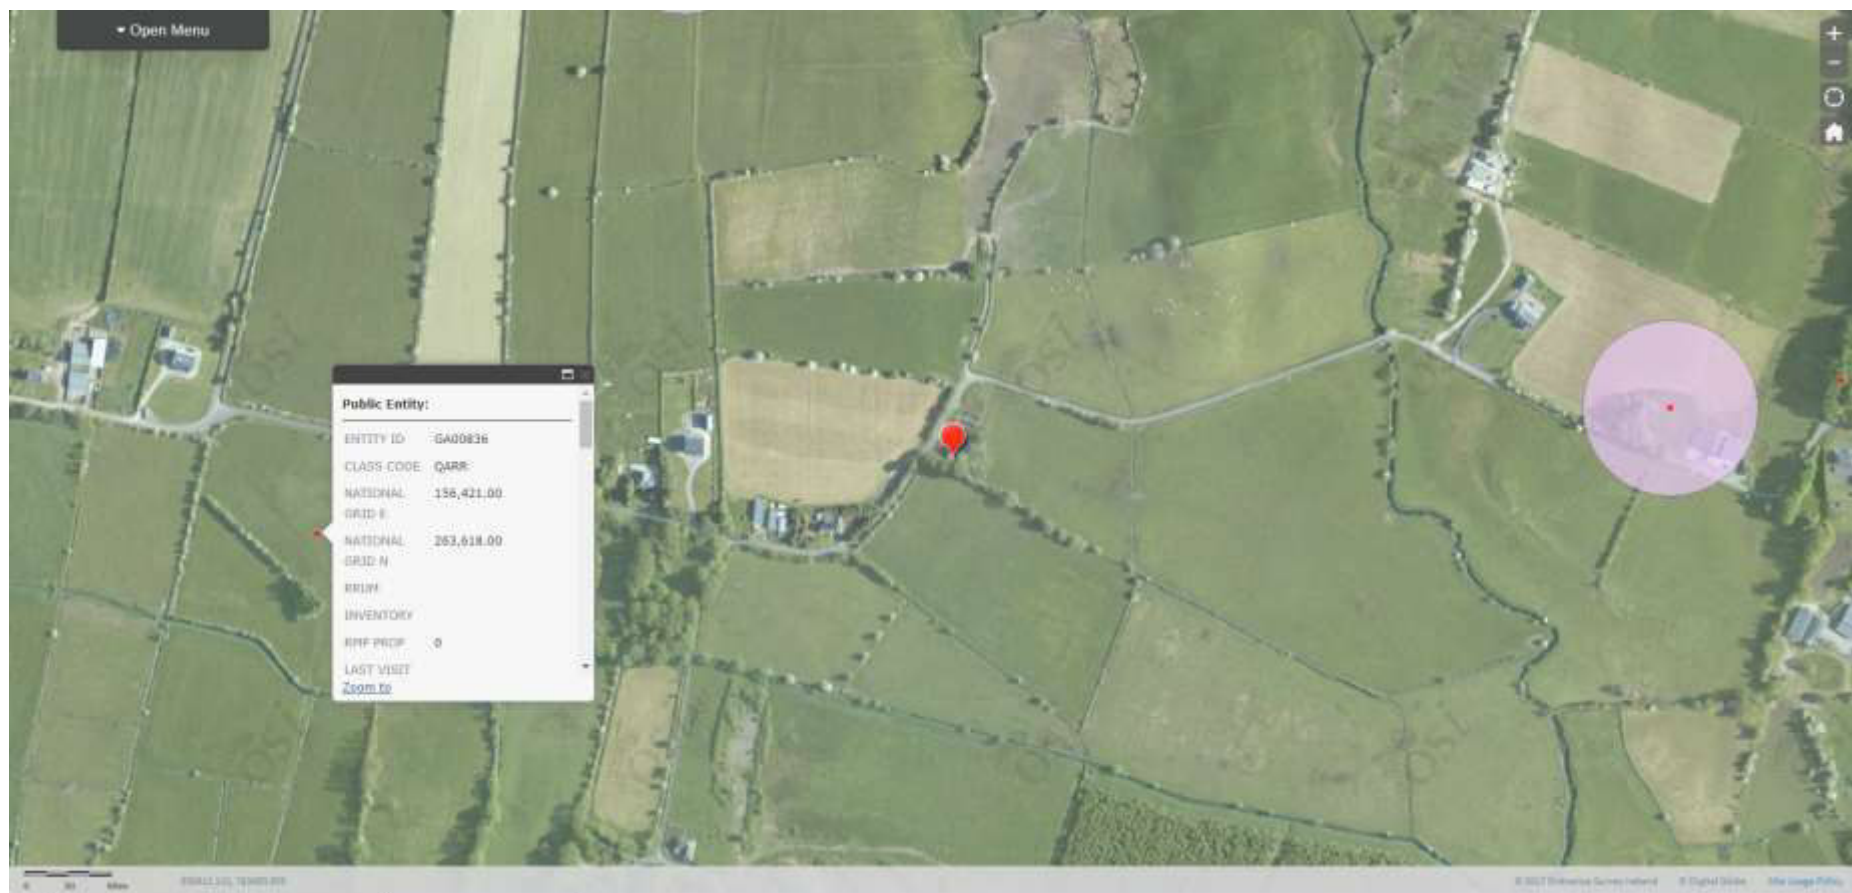 Open Menu
Public Entity:
ENTITY ID GA00836
CLASS CODE QARR
NATIONAL 156,421.00
GRID E
NATIONAL 263,618.00
GRID N
INVENTORY
RMP PROP 0
LAST VISIT
Zoom to